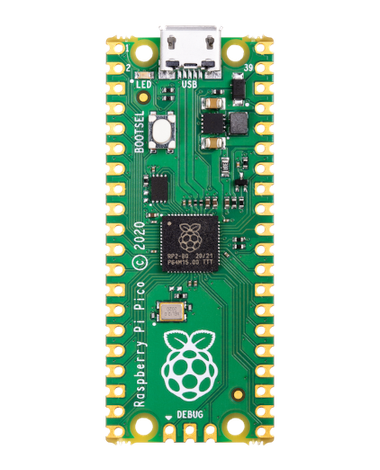 1
2
39
LED
USB
BOOTSEL
RP2-B0 20/21
P64M15.00 TTT
Raspberry Pi Pico © 2020
DEBUG